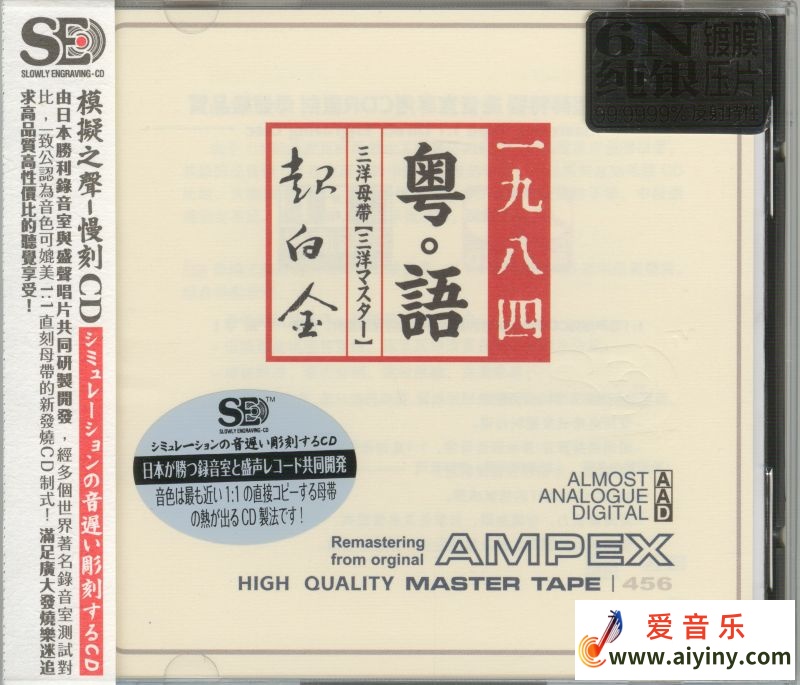 SE
SLOWLY ENGRAVING-CD
模擬之聲-慢刻CD シミュレーションの音遅い彫刻するCD
由日本勝利錄音室與盛聲唱片共同研製開發，經多個世界著名錄音室測試對
比，一致公認為音色可媲美1:1直刻母帶的新發燒CD制式！滿足廣大發燒樂迷追
求高品質高性價比的聽覺享受！
6N镀膜
纯银压片
99.9999%反射特性
一九八四
粤。語
三洋母帶【三洋マスター】
超白金
SE™
SLOWLY ENGRAVING-CD
シミュレーションの音遅い彫刻するCD
日本が勝つ録音室と盛声レコード共同開発
音色は最も近い1:1の直接コピーする母帯
の熱が出るCD製法です！
ALMOST A
ANALOGUE A
DIGITAL D
Remastering
from orginal AMPEX
HIGH QUALITY MASTER TAPE | 456
爱音乐
www.aiyiny.com